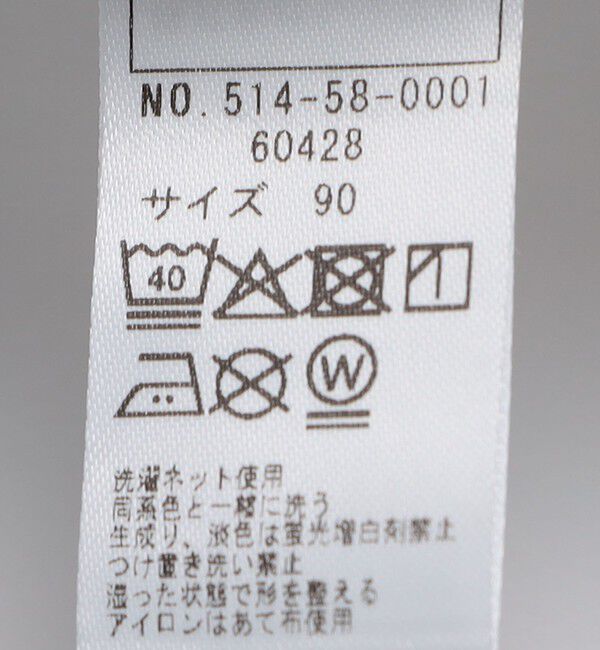 NO. 514-58-0001
60428
サイズ 90
40
W
洗濯ネット使用
同系色と一緒に洗う
生成り、淡色は蛍光増白剤禁止
つけ置き洗い禁止
湿った状態で形を整える
アイロンはあて布使用